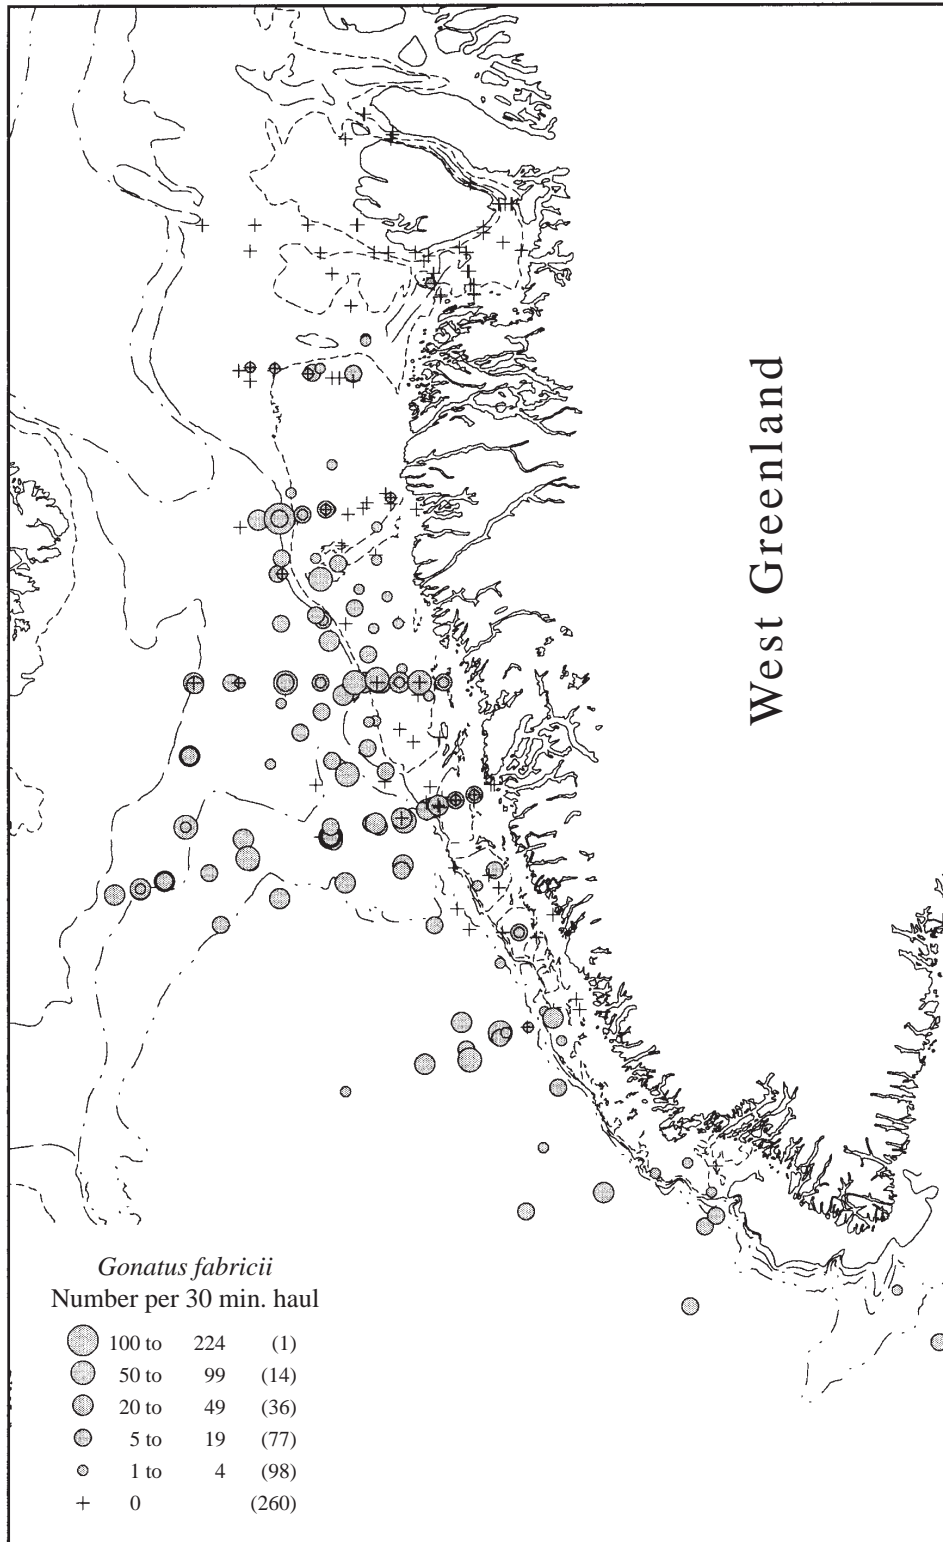 West Greenland
Gonatus fabricii
Number per 30 min. haul
100 to 224 (1)
50 to 99 (14)
20 to 49 (36)
5 to 19 (77)
1 to 4 (98)
+ 0 (260)